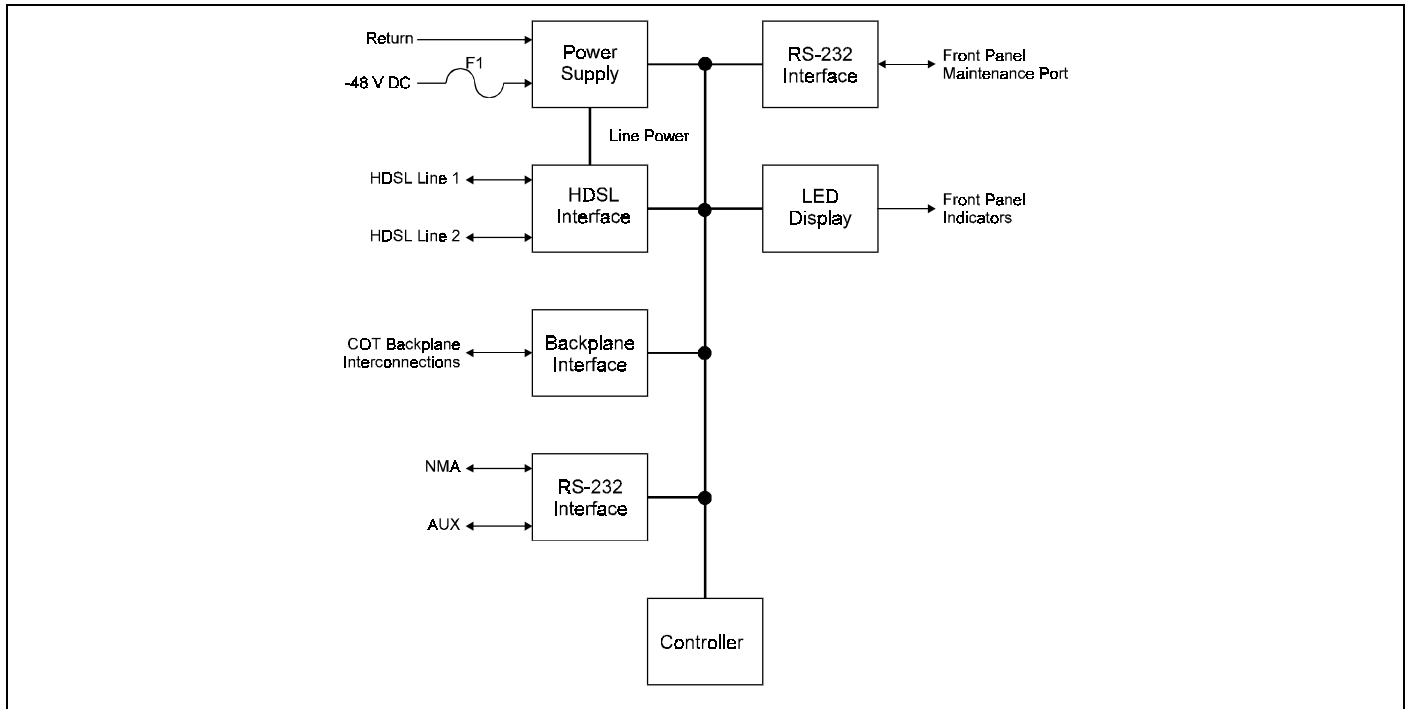 Return
F1
-48 V DC
Power
Supply
RS-232
Interface
Front Panel
Maintenance Port
Line Power
HDSL Line 1
HDSL Line 2
HDSL
Interface
LED
Display
Front Panel
Indicators
COT Backplane
Interconnections
Backplane
Interface
NMA
AUX
RS-232
Interface
Controller